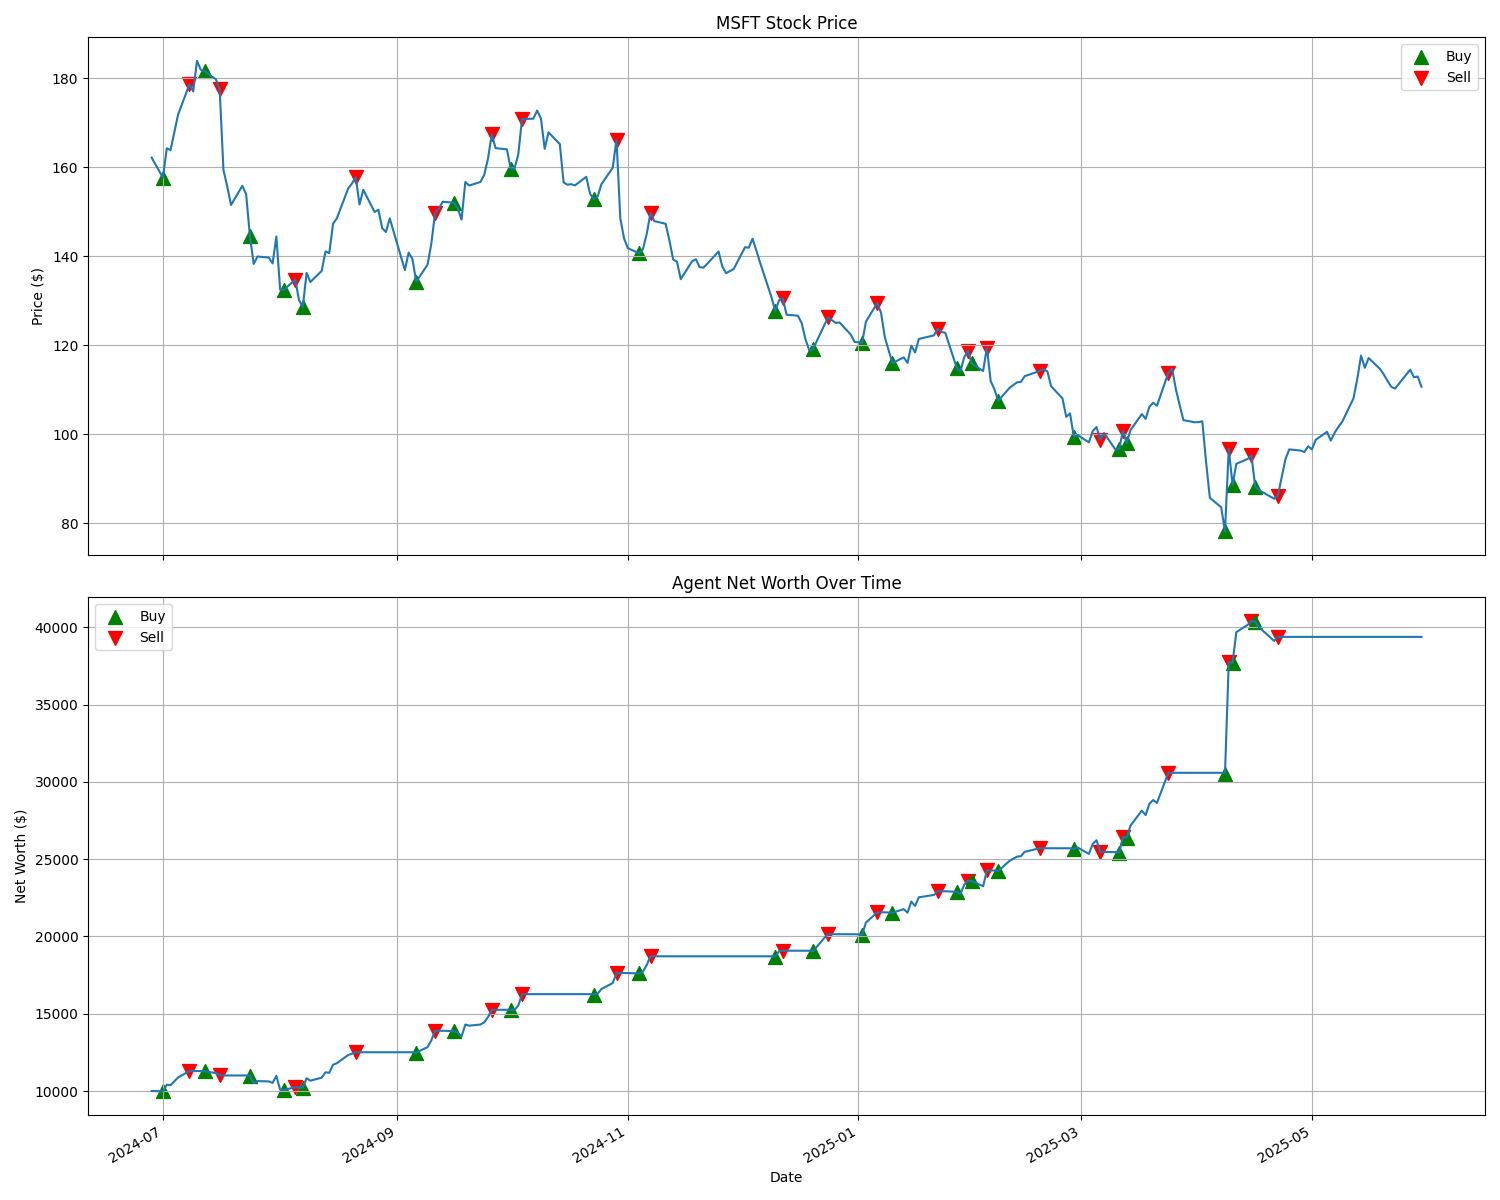 MSFT Stock Price
Buy
Sell
180
160
140
120
100
80
Price ($)
Agent Net Worth Over Time
Buy
Sell
40000
35000
30000
25000
20000
15000
10000
Net Worth ($)
2024-07
2024-09
2024-11
2025-01
2025-03
2025-05
Date